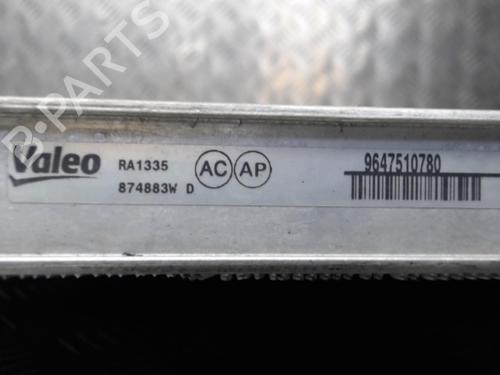 Valeo
RA1335
874883W D
AC AP
9647510780
B-PARTS